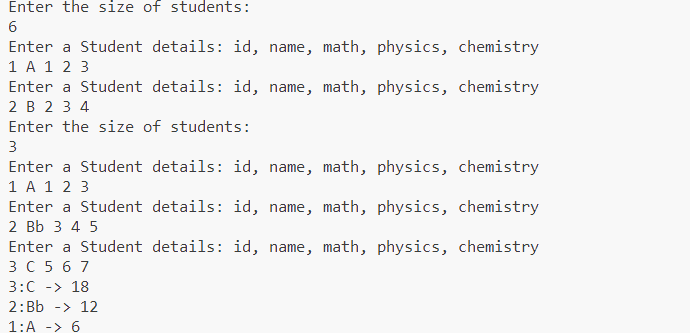 Enter the size of students:
6
Enter a Student details: id, name, math, physics, chemistry
1 A 1 2 3
Enter a Student details: id, name, math, physics, chemistry
2 B 2 3 4
Enter the size of students:
3
Enter a Student details: id, name, math, physics, chemistry
1 A 1 2 3
Enter a Student details: id, name, math, physics, chemistry
2 Bb 3 4 5
Enter a Student details: id, name, math, physics, chemistry
3 C 5 6 7
3:C -> 18
2:Bb -> 12
1:A -> 6